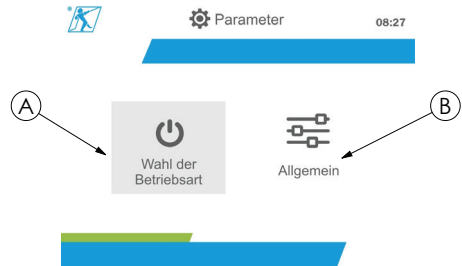 Parameter
08:27
A
B
Wahl der
Betriebsart
Allgemein